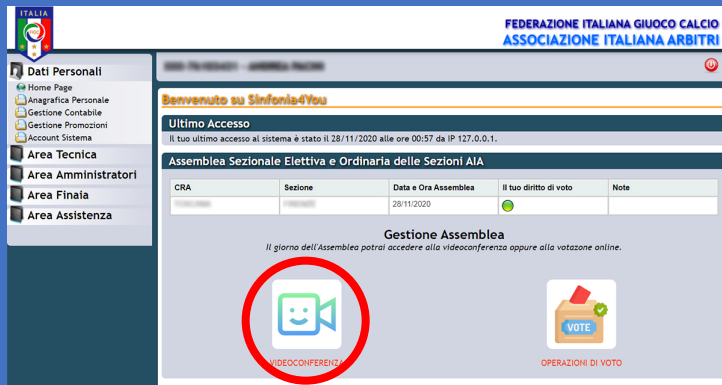 ITALIA
FIGC
FEDERAZIONE ITALIANA GIUOCO CALCIO
ASSOCIAZIONE ITALIANA ARBITRI
Dati Personali
Home Page
Anagrafica Personale
Gestione Contabile
Gestione Promozioni
Account Sistema
Area Tecnica
Area Amministratori
Area Finaia
Area Assistenza
Benvenuto su Sinfonia4You
Ultimo Accesso
Il tuo ultimo accesso al sistema è stato il 28/11/2020 alle ore 00:57 da IP 127.0.0.1.
Assemblea Sezionale Elettiva e Ordinaria delle Sezioni AIA
CRA Sezione Data e Ora Assemblea Il tuo diritto di voto Note
28/11/2020
Gestione Assemblea
Il giorno dell'Assemblea potrai accedere alla videoconferenza oppure alla votazone online.
VOTE
VIDEOCONFERENZA OPERAZIONI DI VOTO